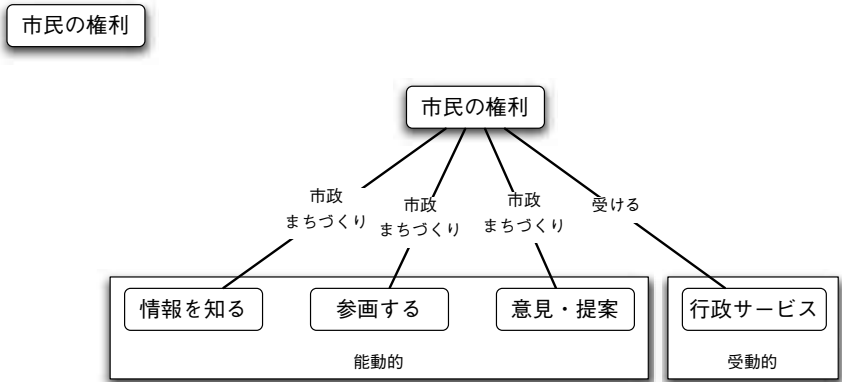 市民の権利
市民の権利
市政
まちづくり
市政
まちづくり
市政
まちづくり
受ける
情報を知る
参画する
意見・提案
行政サービス
能動的
受動的